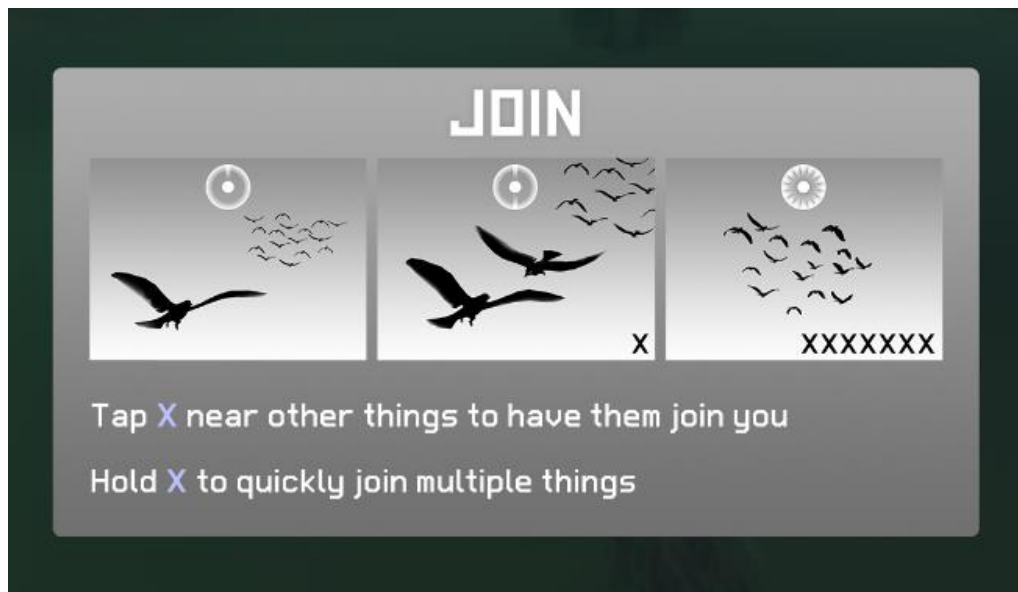 JOIN
X
XXXXXXX
Tap X near other things to have them join you
Hold X to quickly join multiple things